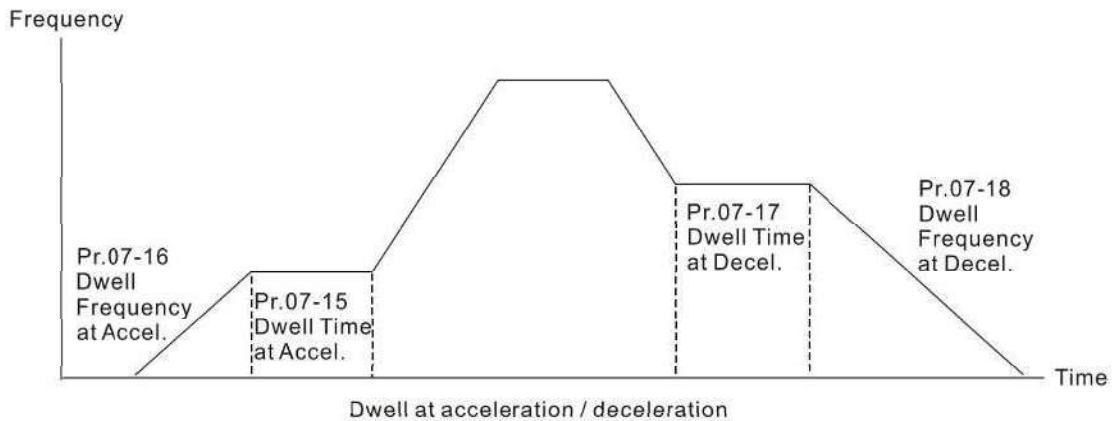 Frequency
Pr.07-16
Dwell
Frequency
at Accel.
Pr.07-15
Dwell Time
at Accel.
Pr.07-17
Dwell Time
at Decel.
Pr.07-18
Dwell
Frequency
at Decel.
Time
Dwell at acceleration / deceleration